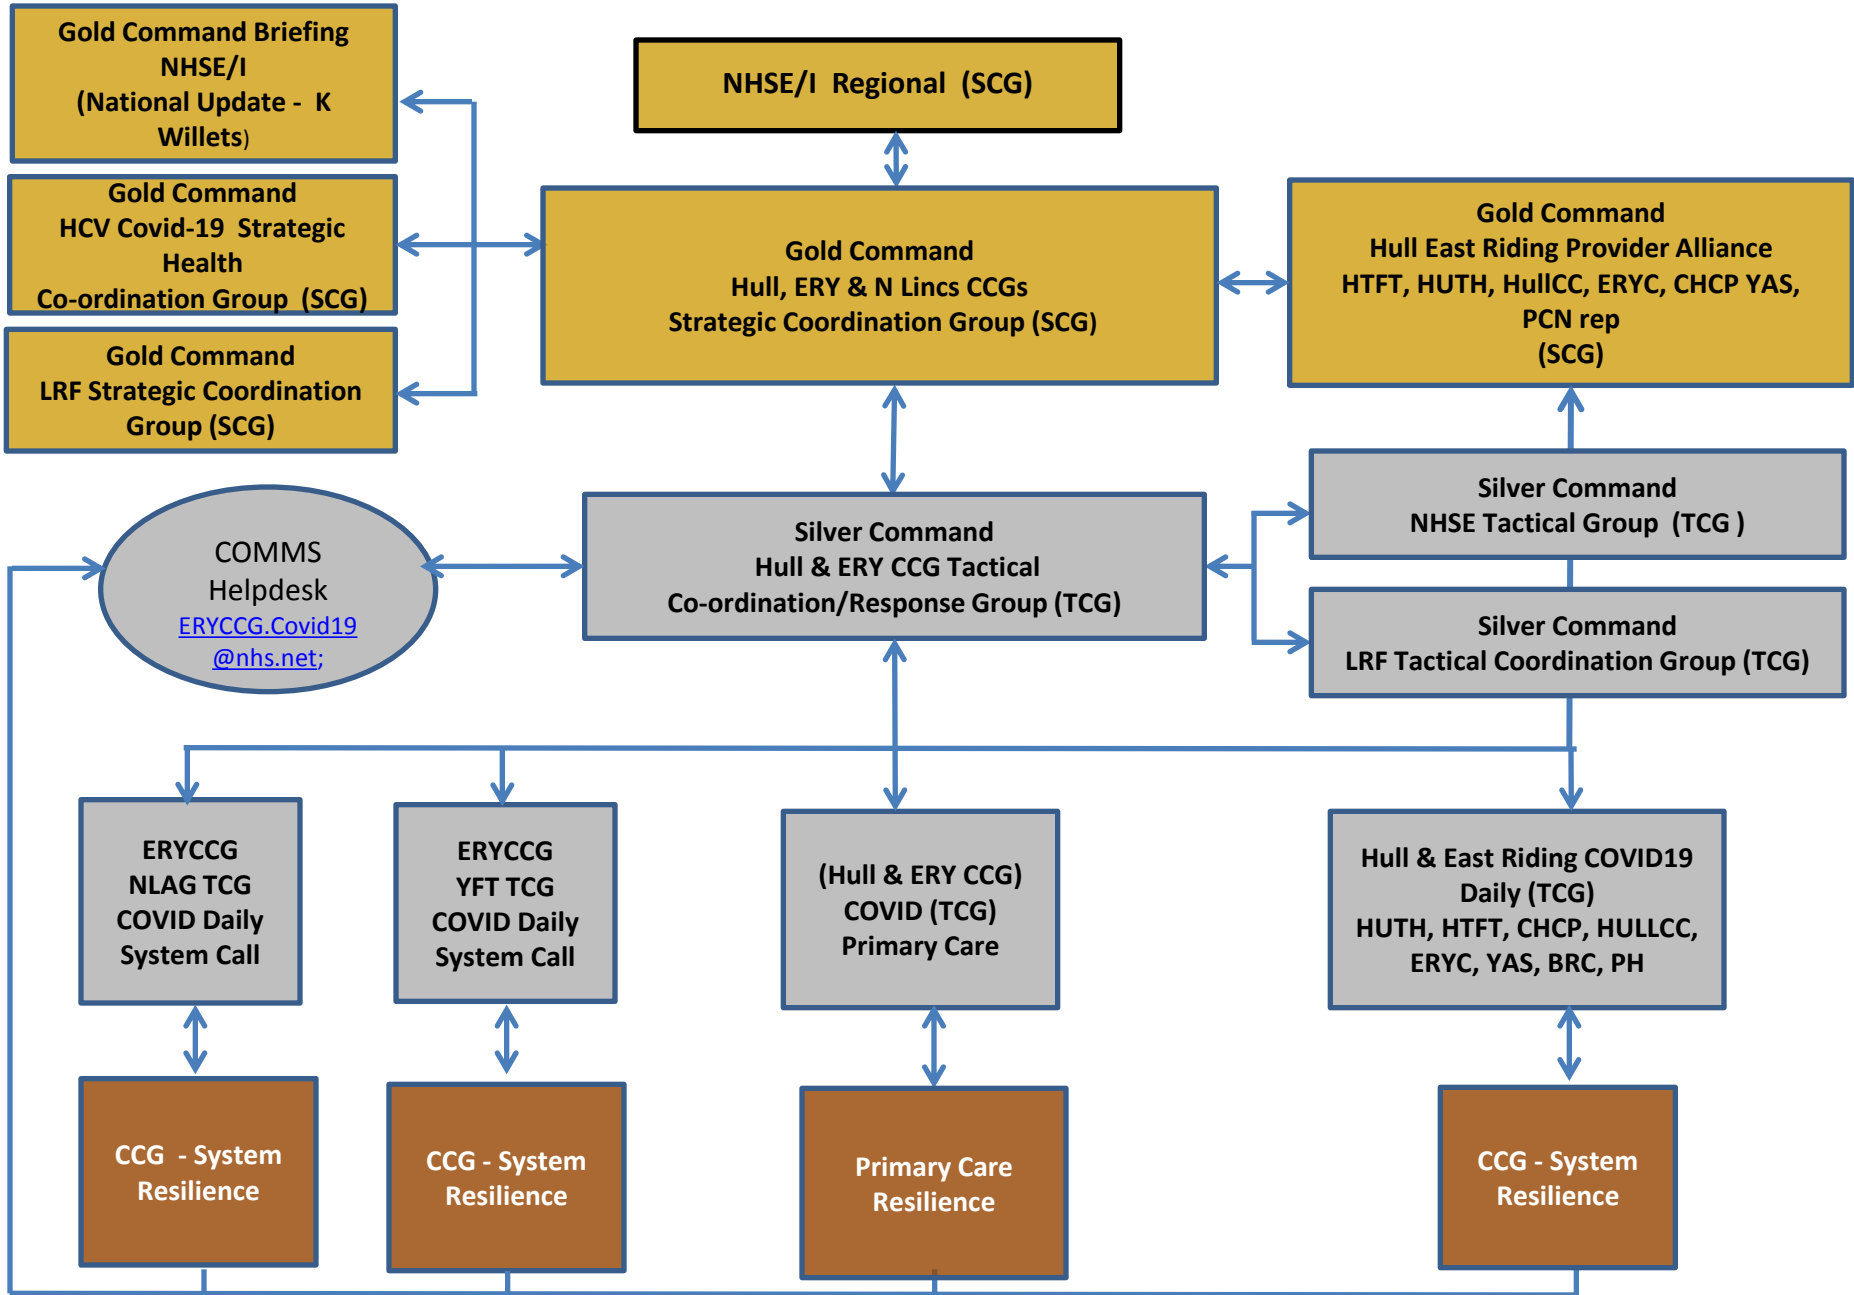 Gold Command Briefing
NHSE/I
(National Update - K
Willets)
NHSE/I Regional (SCG)
Gold Command
HCV Covid-19 Strategic
Health
Co-ordination Group (SCG)
Gold Command
Hull, ERY & N Lincs CCGs
Strategic Coordination Group (SCG)
Gold Command
Hull East Riding Provider Alliance
HTFT, HUTH, HullCC, ERYC, CHCP YAS,
PCN rep
(SCG)
Gold Command
LRF Strategic Coordination
Group (SCG)
COMMS
Helpdesk
ERYCCG.Covid19
@nhs.net;
Silver Command
Hull & ERY CCG Tactical
Co-ordination/Response Group (TCG)
Silver Command
NHSE Tactical Group (TCG )
Silver Command
LRF Tactical Coordination Group (TCG)
ERYCCG
NLAG TCG
COVID Daily
System Call
ERYCCG
YFT TCG
COVID Daily
System Call
(Hull & ERY CCG)
COVID (TCG)
Primary Care
Hull & East Riding COVID19
Daily (TCG)
HUTH, HTFT, CHCP, HULLCC,
ERYC, YAS, BRC, PH
CCG - System
Resilience
CCG - System
Resilience
Primary Care
Resilience
CCG - System
Resilience